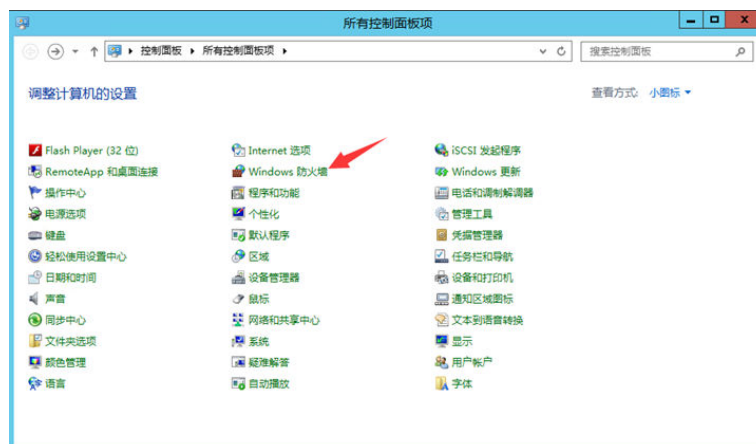 所有控制面板项
控制面板 所有控制面板项
搜索控制面板
调整计算机的设置
查看方式: 小图标
Flash Player (32 位) Internet 选项 iSCSI 发起程序
RemoteApp 和桌面连接 Windows 防火墙 Windows 更新
操作中心 程序和功能 电话和调制解调器
电源选项 个性化 管理工具
键盘 默认程序 凭据管理器
轻松使用设置中心 区域 任务栏和导航
日期和时间 设备管理器 设备和打印机
声音 鼠标 通知区域图标
同步中心 网络和共享中心 文本到语音转换
文件夹选项 系统 显示
颜色管理 疑难解答 用户帐户
语言 自动播放 字体